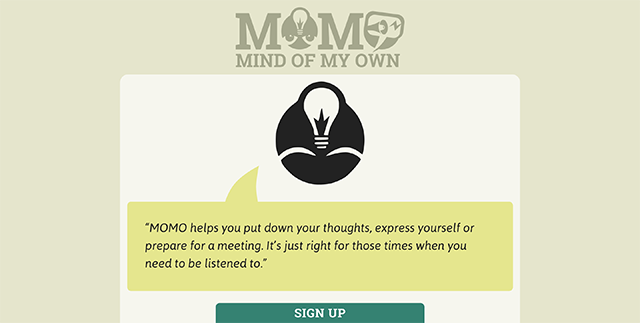 MOMO
MIND OF MY OWN
“MOMO helps you put down your thoughts, express yourself or
prepare for a meeting. It’s just right for those times when you
need to be listened to.”
SIGN UP